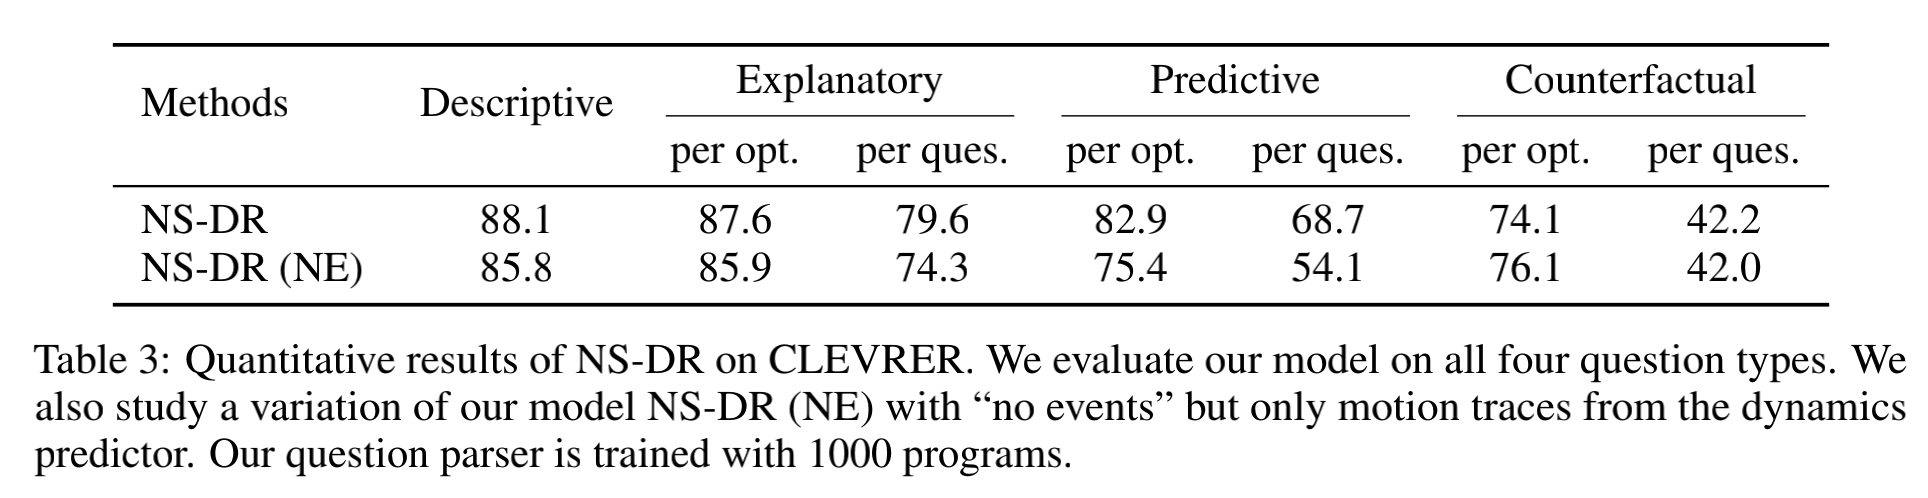 Methods Descriptive Explanatory Predictive Counterfactual
per opt. per ques. per opt. per ques. per opt. per ques.
NS-DR 88.1 87.6 79.6 82.9 68.7 74.1 42.2
NS-DR (NE) 85.8 85.9 74.3 75.4 54.1 76.1 42.0
Table 3: Quantitative results of NS-DR on CLEVRER. We evaluate our model on all four question types. We
also study a variation of our model NS-DR (NE) with “no events” but only motion traces from the dynamics
predictor. Our question parser is trained with 1000 programs.